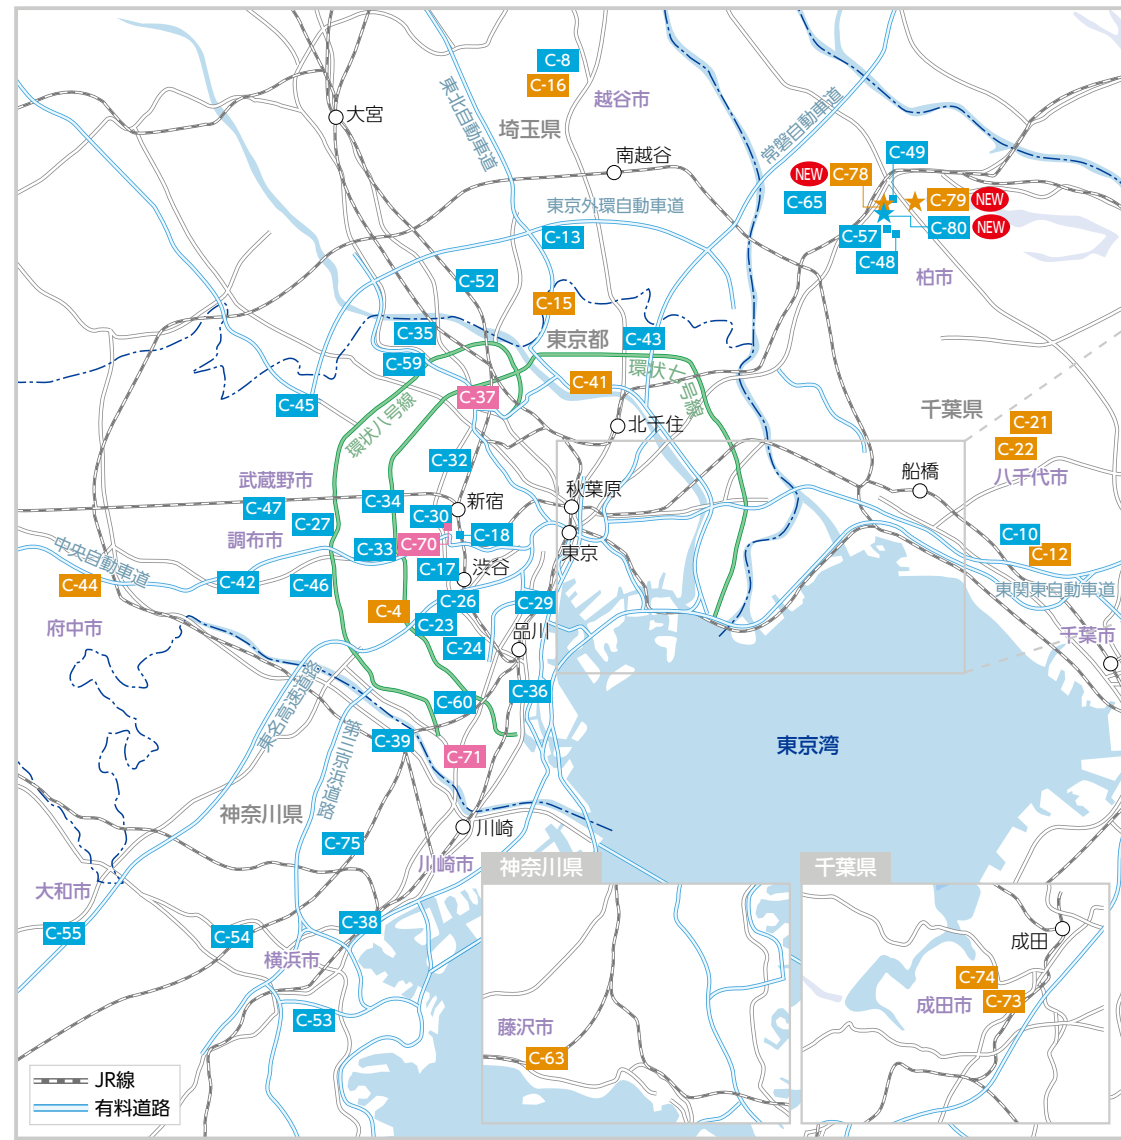 C-8
C-16
越谷市
大宮
東北自動車道
埼玉県
常磐自動車道
南越谷
C-49
NEW
C-78
C-65
C-79
NEW
東京外環自動車道
C-13
C-57
C-80
NEW
C-48
柏市
C-52
C-15
C-35
東京都
C-43
C-59
環状七号線
C-41
C-37
C-45
環状八号線
千葉県
C-21
北千住
C-22
C-32
船橋
八千代市
武蔵野市
C-47
C-34
新宿
秋葉原
C-27
C-30
C-18
C-10
調布市
C-33
C-70
東京
C-12
中央自動車道
C-44
C-42
C-46
C-17
渋谷
東関東自動車道
C-4
C-26
C-29
C-23
府中市
品川
千葉市
C-24
C-36
東名高速道路
C-60
第三京浜道路
C-39
C-71
東京湾
神奈川県
川崎
C-75
川崎市
神奈川県
千葉県
大和市
C-55
C-54
C-38
横浜市
成田
C-74
C-73
成田市
C-53
藤沢市
C-63
JR線
有料道路